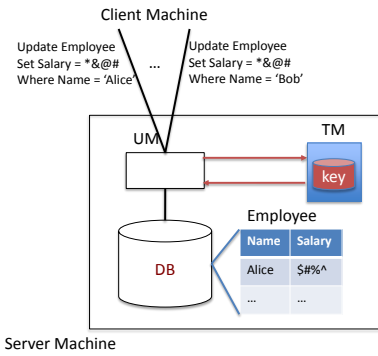 Client Machine
Update Employee
Set Salary = *&@#
Where Name = ‘Alice’
...
Update Employee
Set Salary = *&@#
Where Name = ‘Bob’
UM
TM
key
DB
Employee
Name Salary
Alice $#%^
... ...
Server Machine